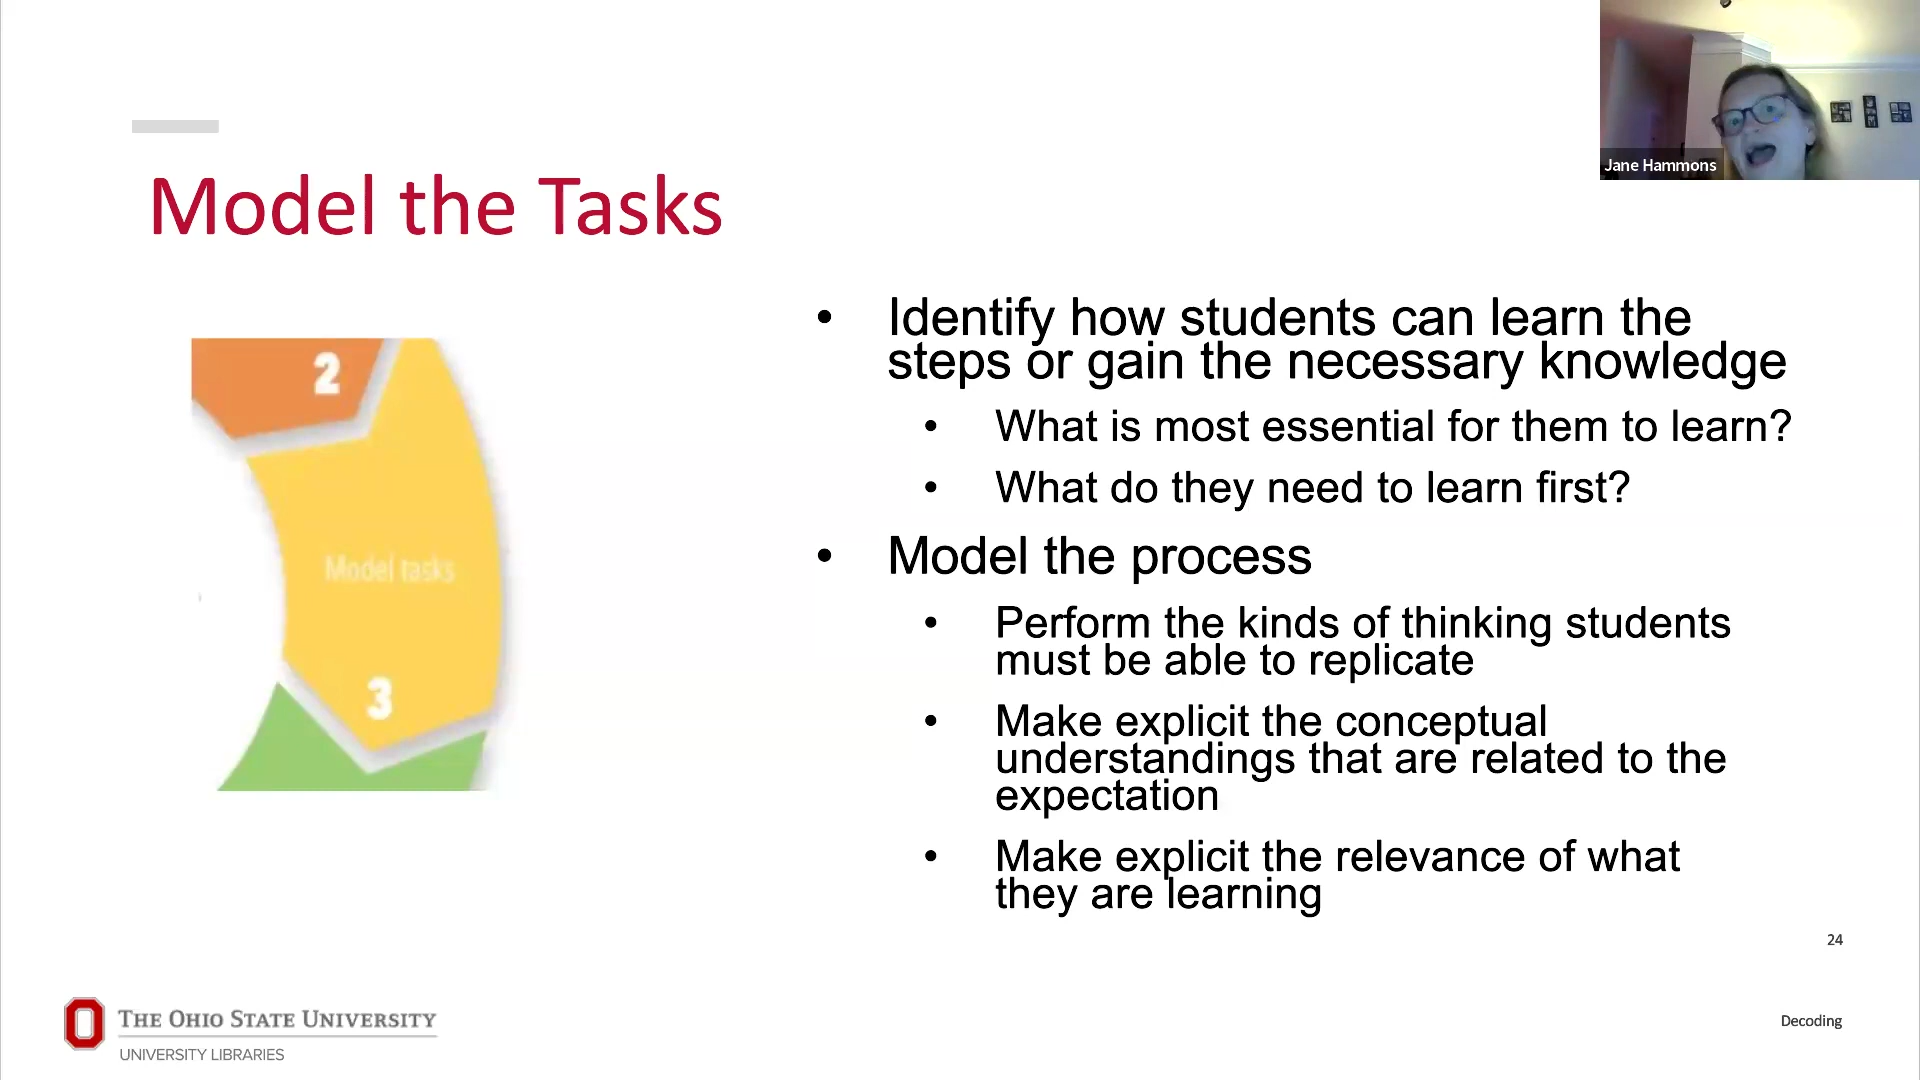 Jane Hammons
Model the Tasks
2
Model tasks
3
• Identify how students can learn the
steps or gain the necessary knowledge
• What is most essential for them to learn?
• What do they need to learn first?
• Model the process
• Perform the kinds of thinking students
must be able to replicate
• Make explicit the conceptual
understandings that are related to the
expectation
• Make explicit the relevance of what
they are learning
24
THE OHIO STATE UNIVERSITY
UNIVERSITY LIBRARIES
Decoding